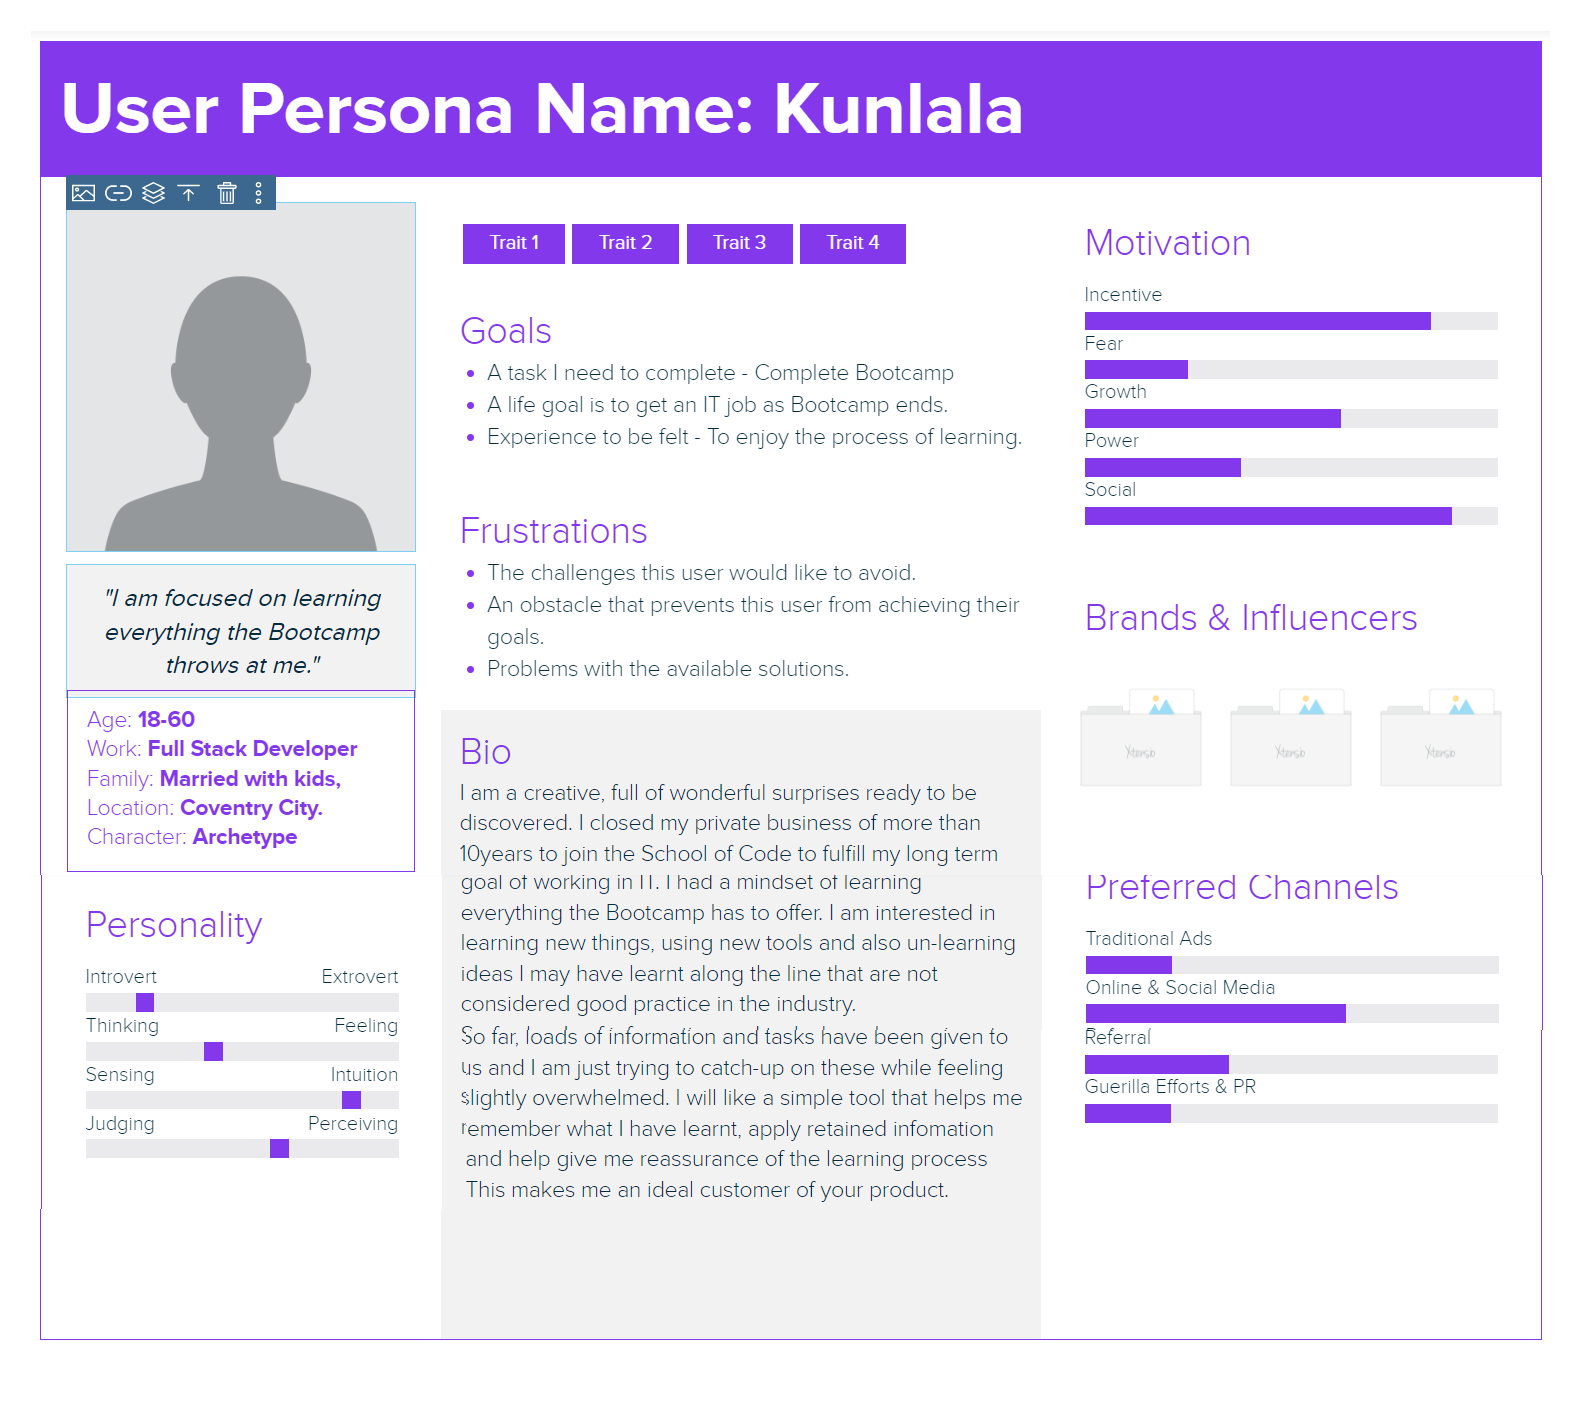 User Persona Name: Kunlala
"I am focused on learning
everything the Bootcamp
throws at me."
Age: 18-60
Work: Full Stack Developer
Family: Married with kids,
Location: Coventry City.
Character: Archetype
Personality
Introvert Extrovert
Thinking Feeling
Sensing Intuition
Judging Perceiving
Trait 1 Trait 2 Trait 3 Trait 4
Goals
A task I need to complete - Complete Bootcamp
A life goal is to get an IT job as Bootcamp ends.
Experience to be felt - To enjoy the process of learning.
Frustrations
The challenges this user would like to avoid.
An obstacle that prevents this user from achieving their
goals.
Problems with the available solutions.
Bio
I am a creative, full of wonderful surprises ready to be
discovered. I closed my private business of more than
10years to join the School of Code to fulfill my long term
goal of working in IT. I had a mindset of learning
everything the Bootcamp has to offer. I am interested in
learning new things, using new tools and also un-learning
ideas I may have learnt along the line that are not
considered good practice in the industry.
So far, loads of information and tasks have been given to
us and I am just trying to catch-up on these while feeling
slightly overwhelmed. I will like a simple tool that helps me
remember what I have learnt, apply retained infomation
and help give me reassurance of the learning process
This makes me an ideal customer of your product.
Motivation
Incentive
Fear
Growth
Power
Social
Brands & Influencers
Xtensio Xtensio Xtensio
Preferred Channels
Traditional Ads
Online & Social Media
Referral
Guerilla Efforts & PR